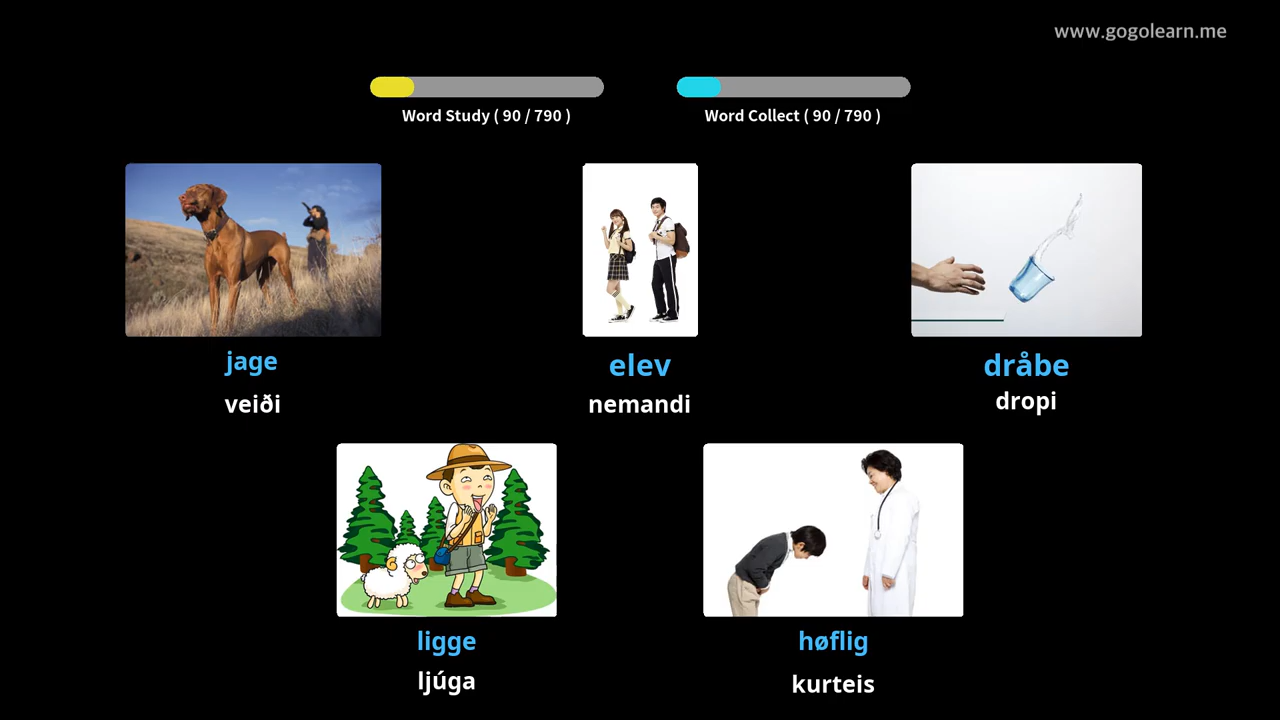 www.gogolearn.me
Word Study ( 90 / 790 )
Word Collect ( 90 / 790 )
jage
veiði
elev
nemandi
dråbe
dropi
ligge
ljúga
høflig
kurteis